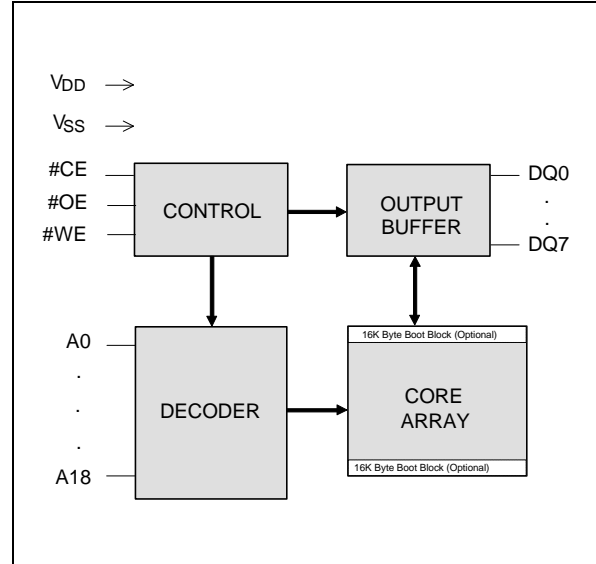 VDD
VSS
#CE
#OE
#WE
CONTROL
OUTPUT
BUFFER
DQ0
.
.
DQ7
A0
.
.
.
A18
DECODER
16K Byte Boot Block (Optional)
CORE
ARRAY
16K Byte Boot Block (Optional)